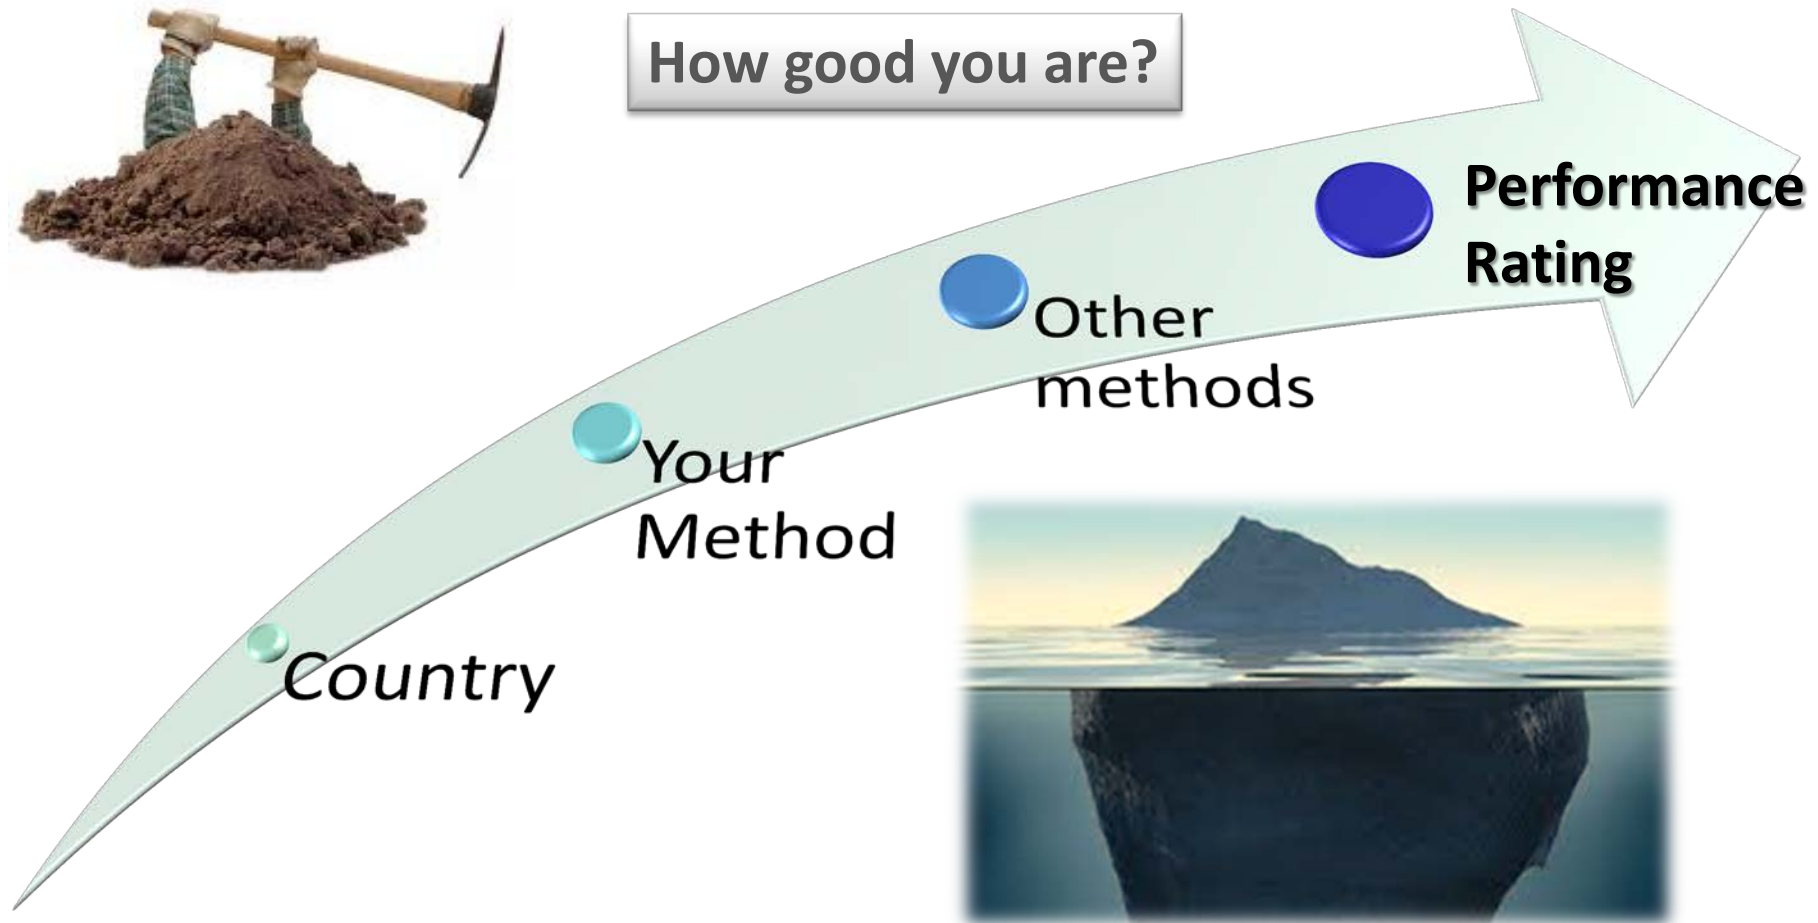 How good you are?
Performance
Rating
Other
methods
Your
Method
Country